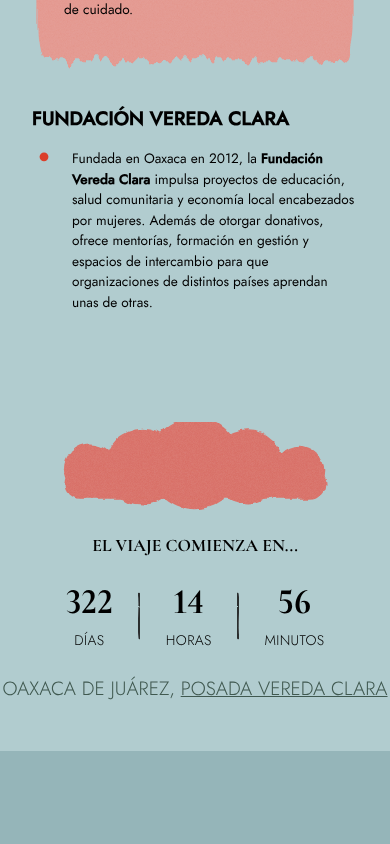 de cuidado.
FUNDACIÓN VEREDA CLARA
Fundada en Oaxaca en 2012, la Fundación
Vereda Clara impulsa proyectos de educación,
salud comunitaria y economía local encabezados
por mujeres. Además de otorgar donativos,
ofrece mentorías, formación en gestión y
espacios de intercambio para que
organizaciones de distintos países aprendan
unas de otras.
EL VIAJE COMIENZA EN...
322 14 56
DÍAS HORAS MINUTOS
OAXACA DE JUÁREZ, POSADA VEREDA CLARA